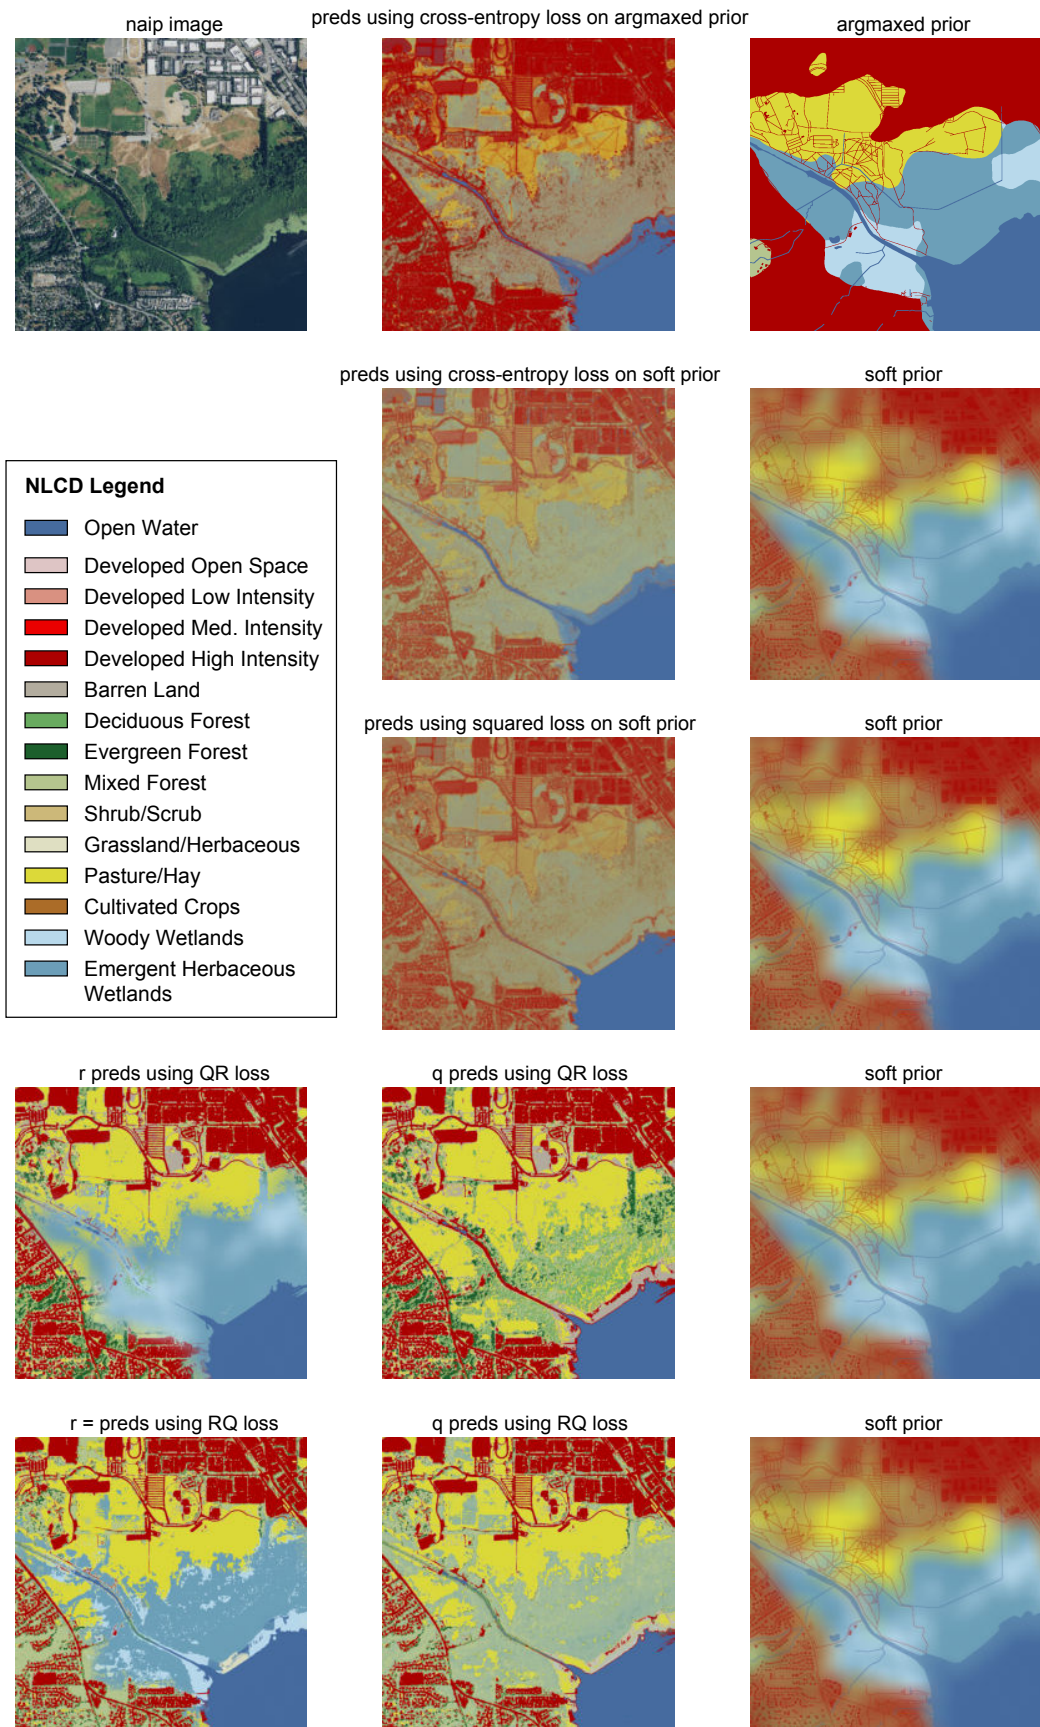 naip image
preds using cross-entropy loss on argmaxed prior
argmaxed prior
preds using cross-entropy loss on soft prior
soft prior
NLCD Legend
Open Water
Developed Open Space
Developed Low Intensity
Developed Med. Intensity
Developed High Intensity
Barren Land
Deciduous Forest
Evergreen Forest
Mixed Forest
Shrub/Scrub
Grassland/Herbaceous
Pasture/Hay
Cultivated Crops
Woody Wetlands
Emergent Herbaceous
Wetlands
preds using squared loss on soft prior
soft prior
r preds using QR loss
q preds using QR loss
soft prior
r = preds using RQ loss
q preds using RQ loss
soft prior